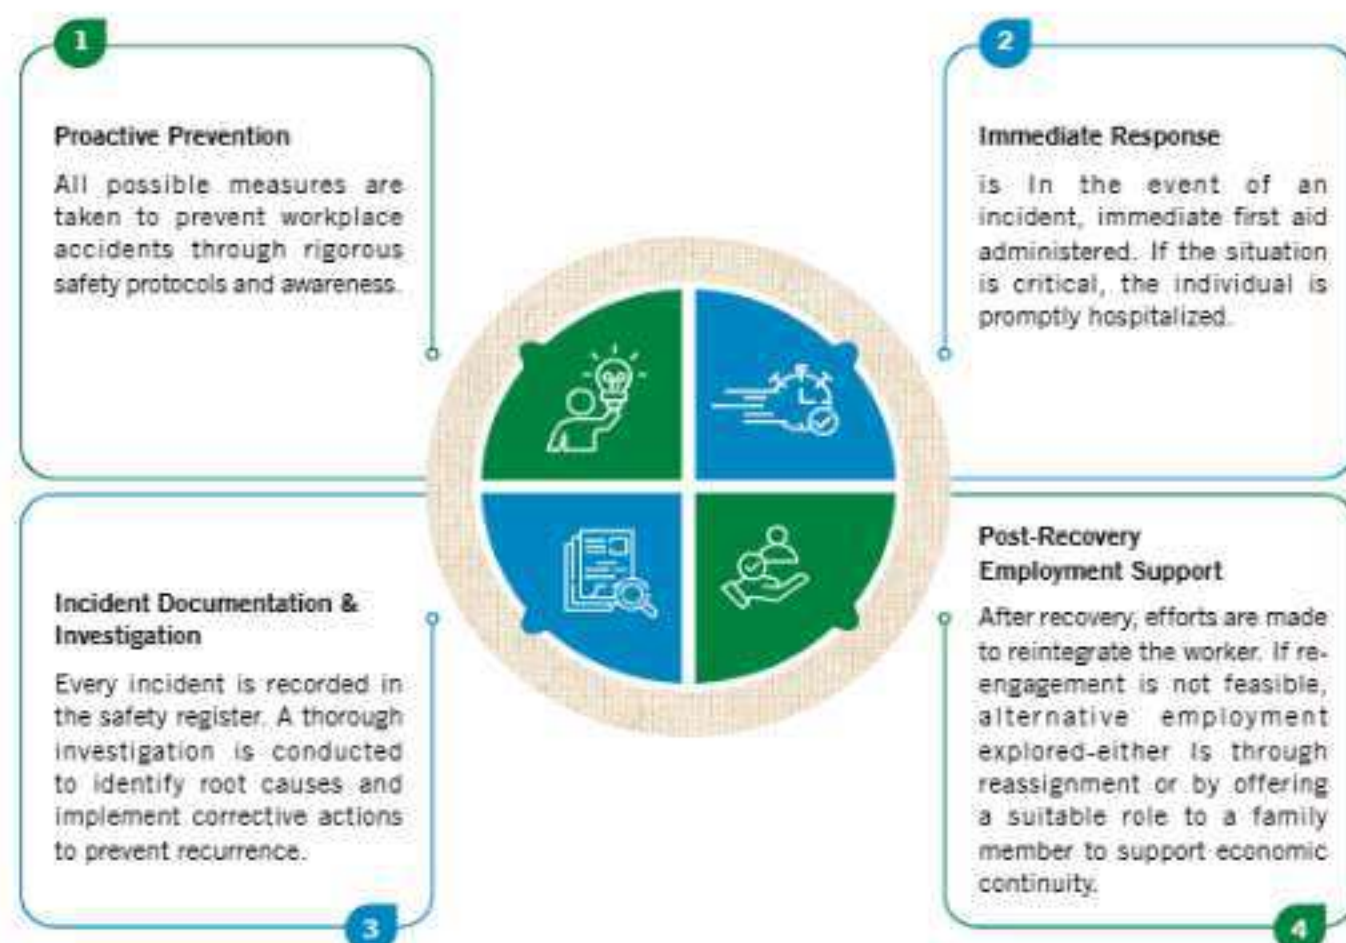 1
Proactive Prevention
All possible measures are
taken to prevent workplace
accidents through rigorous
safety protocols and awareness.
2
Immediate Response
is In the event of an
incident, immediate first aid
administered. If the situation
is critical, the individual is
promptly hospitalized.
Incident Documentation &
Investigation
Every incident is recorded in
the safety register. A thorough
investigation is conducted
to identify root causes and
implement corrective actions
to prevent recurrence.
3
Post-Recovery
Employment Support
After recovery, efforts are made
to reintegrate the worker. If re-
engagement is not feasible,
alternative employment
explored-either Is through
reassignment or by offering
a suitable role to a family
member to support economic
continuity.
4